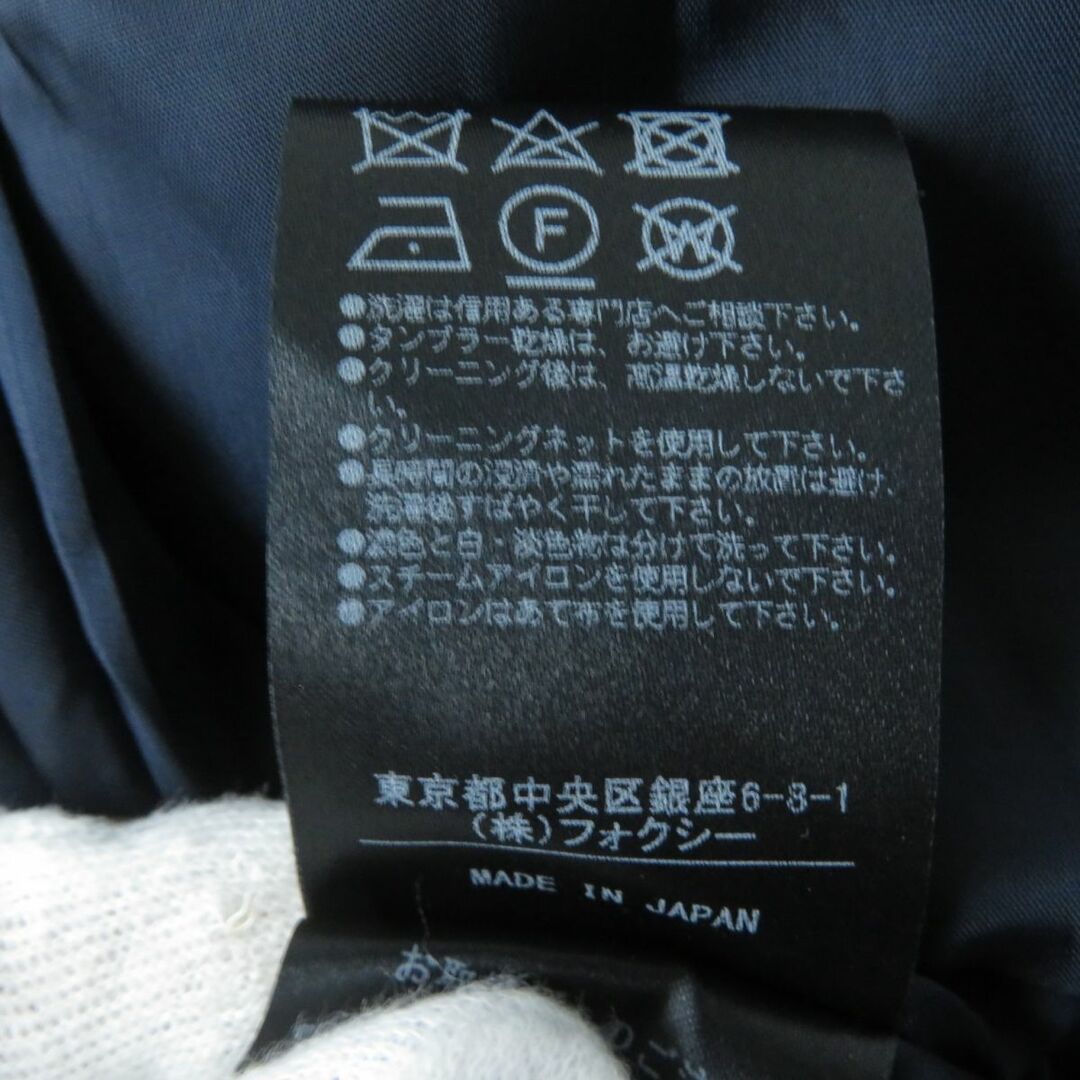 F W
●洗濯は信用ある専門店へご相談下さい。
●タンブラー乾燥は、お避け下さい。
●クリーニング後は、高温乾燥しないで下さ
い。
●クリーニングネットを使用して下さい。
●長時間の浸漬や濡れたままの放置は避け、
洗濯後すばやく干して下さい。
●濃色と白・淡色物は分けて洗って下さい。
●スチームアイロンを使用しないで下さい。
●アイロンはあて布を使用して下さい。
東京都中央区銀座6-8-1
(株)フォクシー
MADE IN JAPAN
お